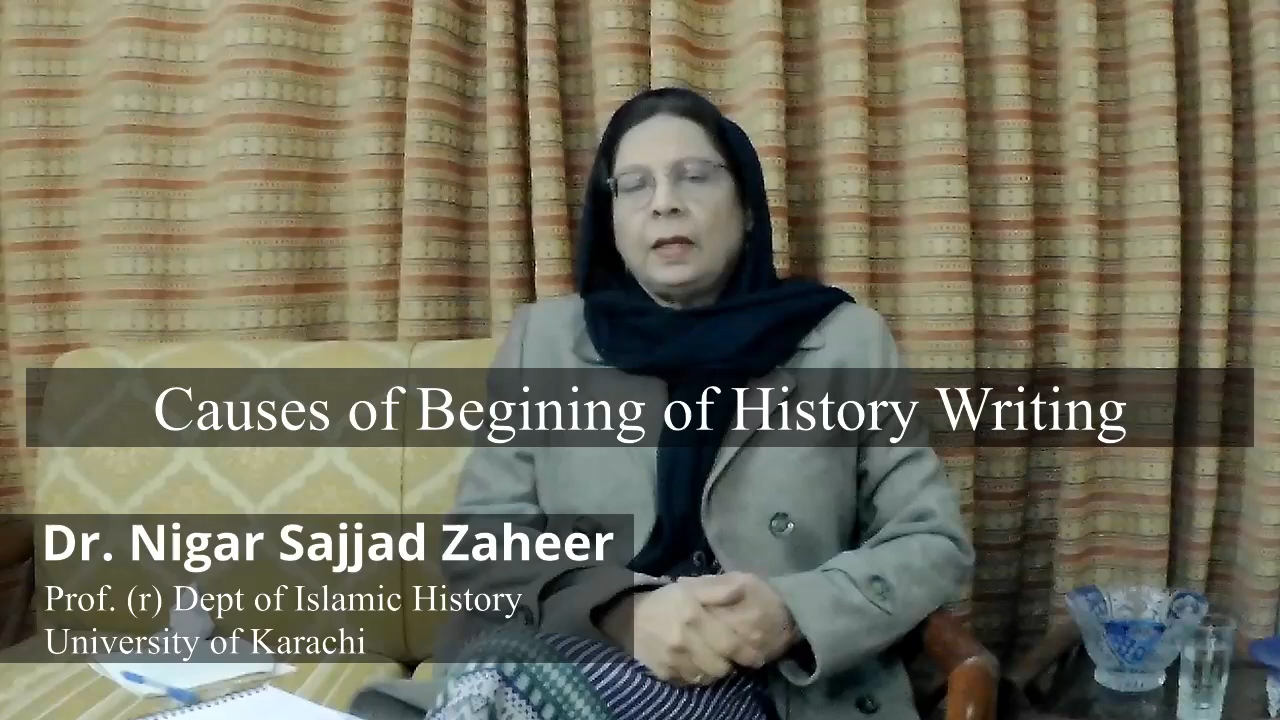 Causes of Begining of History Writing
Dr. Nigar Sajjad Zaheer
Prof. (r) Dept of Islamic History
University of Karachi